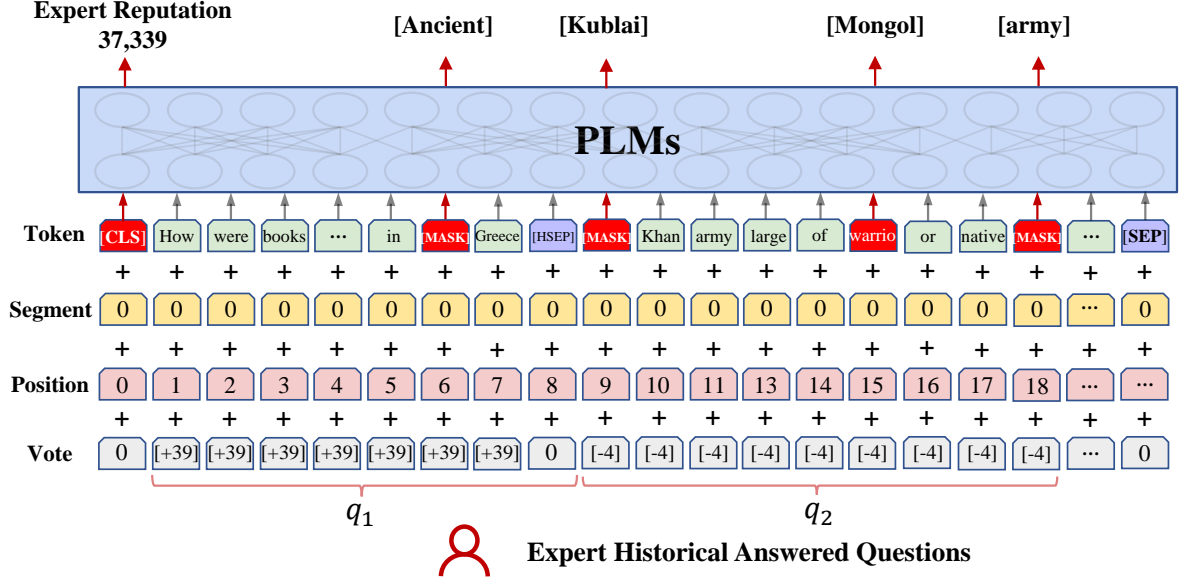 Expert Reputation
37,339
[Ancient] [Kublai] [Mongol] [army]
PLMs
Token [CLS] How were books ... in [MASK] Greece [HSEP] [MASK] Khan army large of warrio or native [MASK] ... [SEP]
+ + + + + + + + + + + + + + + + + + + +
Segment 0 0 0 0 0 0 0 0 0 0 0 0 0 0 0 0 0 0 ... 0
+ + + + + + + + + + + + + + + + + + + +
Position 0 1 2 3 4 5 6 7 8 9 10 11 13 14 15 16 17 18 ... ...
+ + + + + + + + + + + + + + + + + + + +
Vote 0 [+39] [+39] [+39] [+39] [+39] [+39] [+39] 0 [-4] [-4] [-4] [-4] [-4] [-4] [-4] [-4] [-4] ... 0
q1 q2
Expert Historical Answered Questions